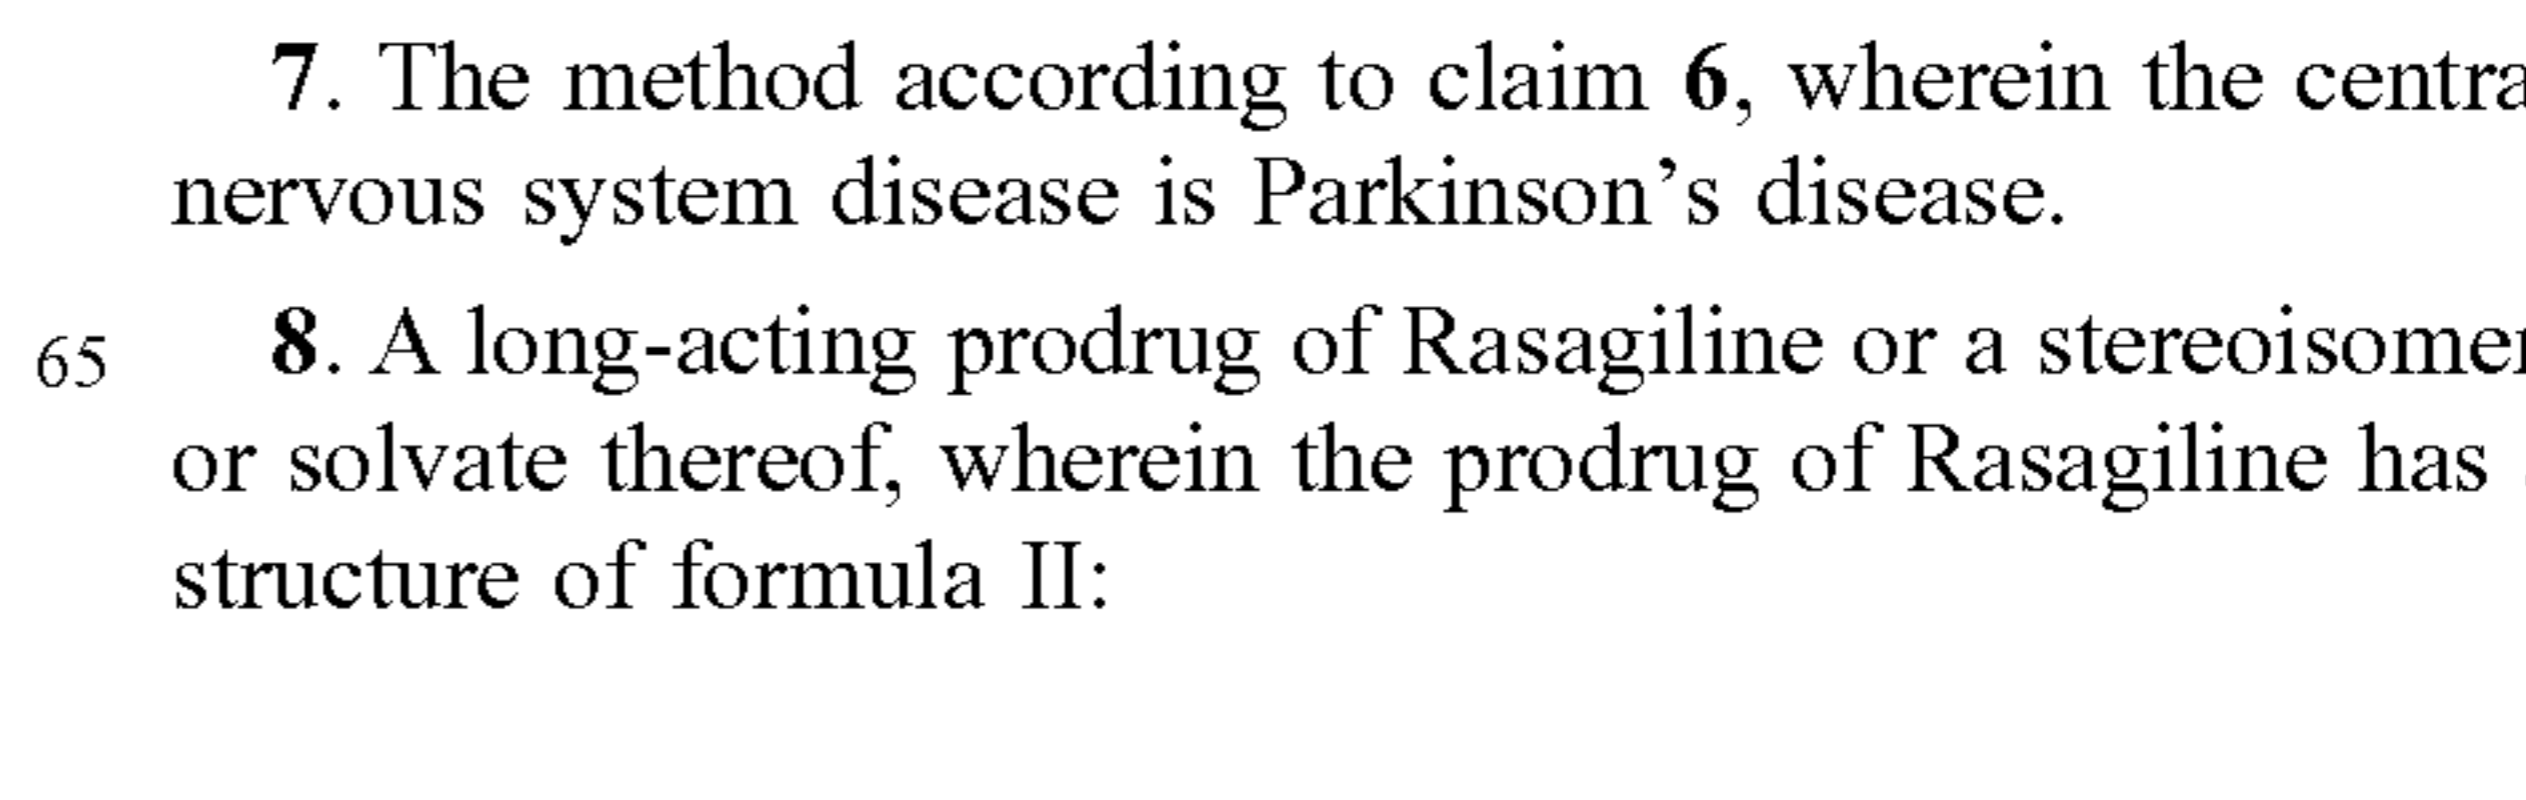 7. The method according to claim 6, wherein the centra
nervous system disease is Parkinson’s disease.
65 8. A long-acting prodrug of Rasagiline or a stereoisomer
or solvate thereof, wherein the prodrug of Rasagiline has
structure of formula II: